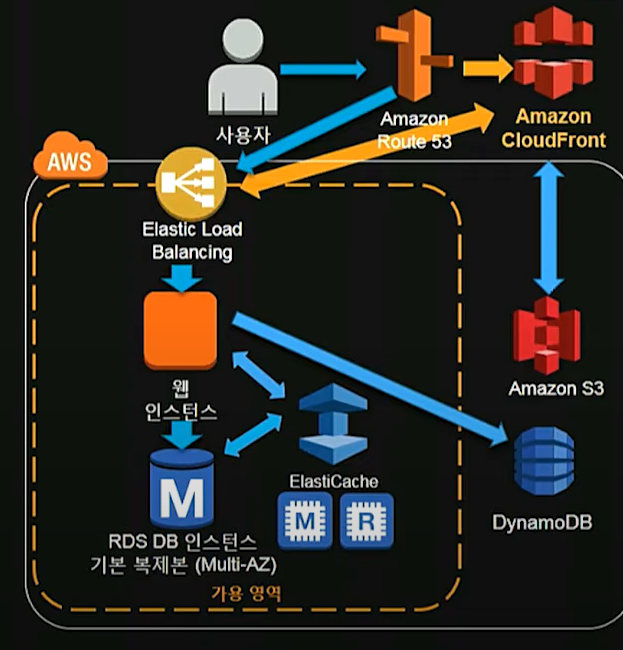 사용자
Amazon
Route 53
Amazon
CloudFront
AWS
Elastic Load
Balancing
웹
인스턴스
Amazon S3
ElastiCache
M
M
R
DynamoDB
RDS DB 인스턴스
기본 복제본 (Multi-AZ)
가용 영역